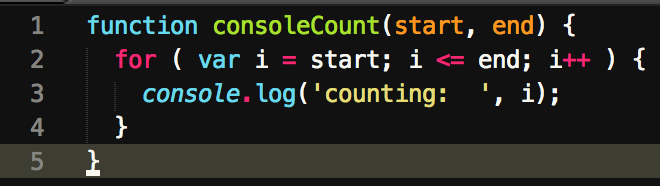 1 function consoleCount(start, end) {
2   for ( var i = start; i <= end; i++ ) {
3     console.log('counting:  ', i);
4   }
5 }